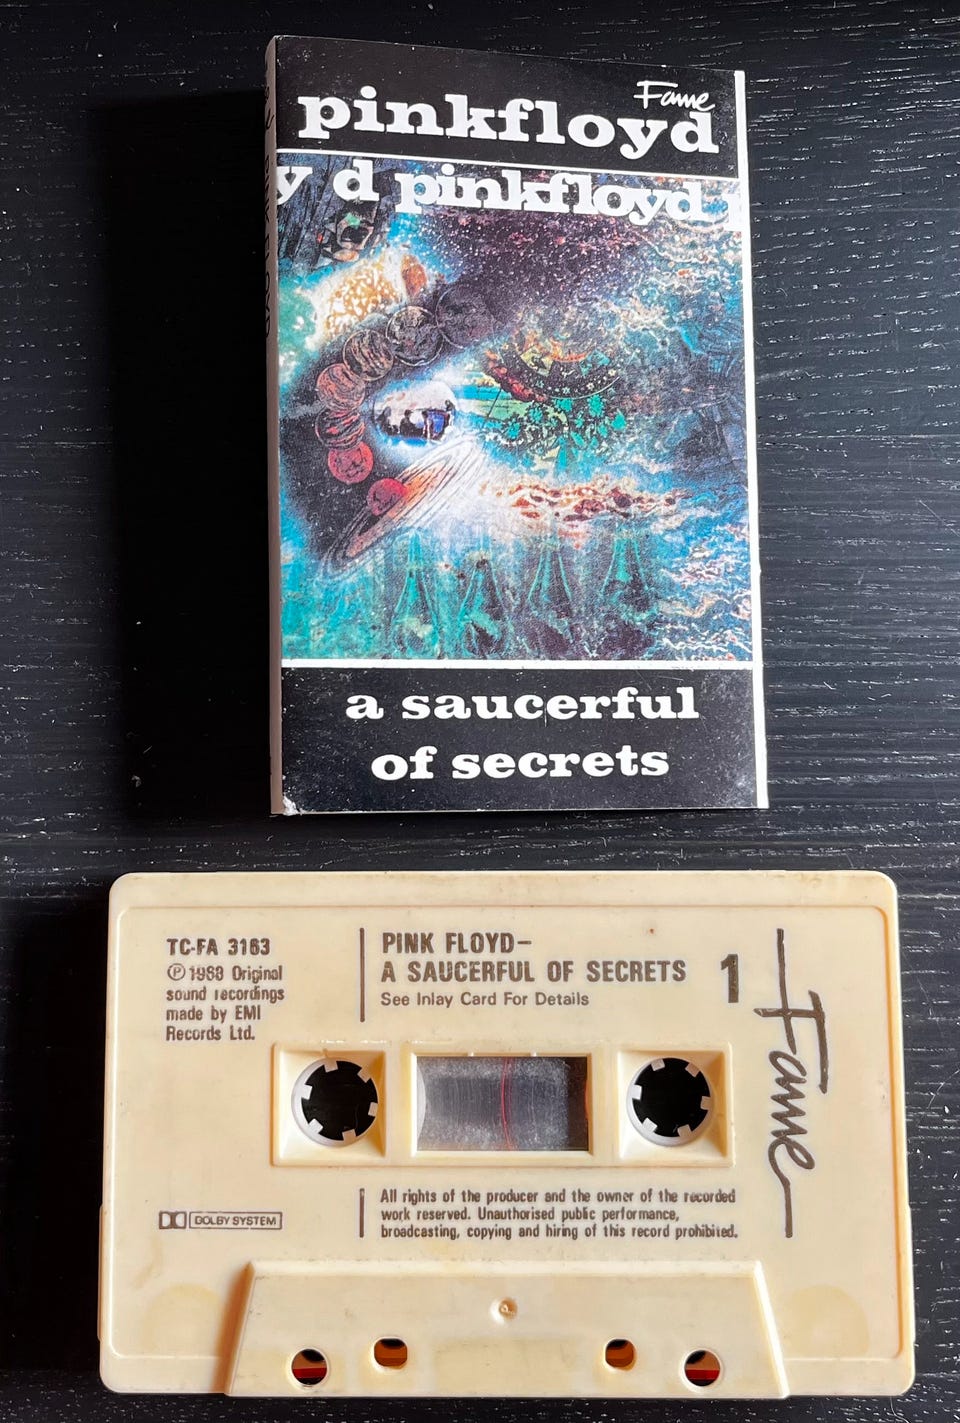 Fame
pinkfloyd
y d pinkfloyd p
a saucerful
of secrets
PINK FLOYD
TC-FA 3163
Ⓟ 1968 Original
sound recordings
made by EMI
Records Ltd.
PINK FLOYD–
A SAUCERFUL OF SECRETS
See Inlay Card For Details
1
Fame
DOLBY SYSTEM
All rights of the producer and the owner of the recorded
work reserved. Unauthorised public performance,
broadcasting, copying and hiring of this record prohibited.